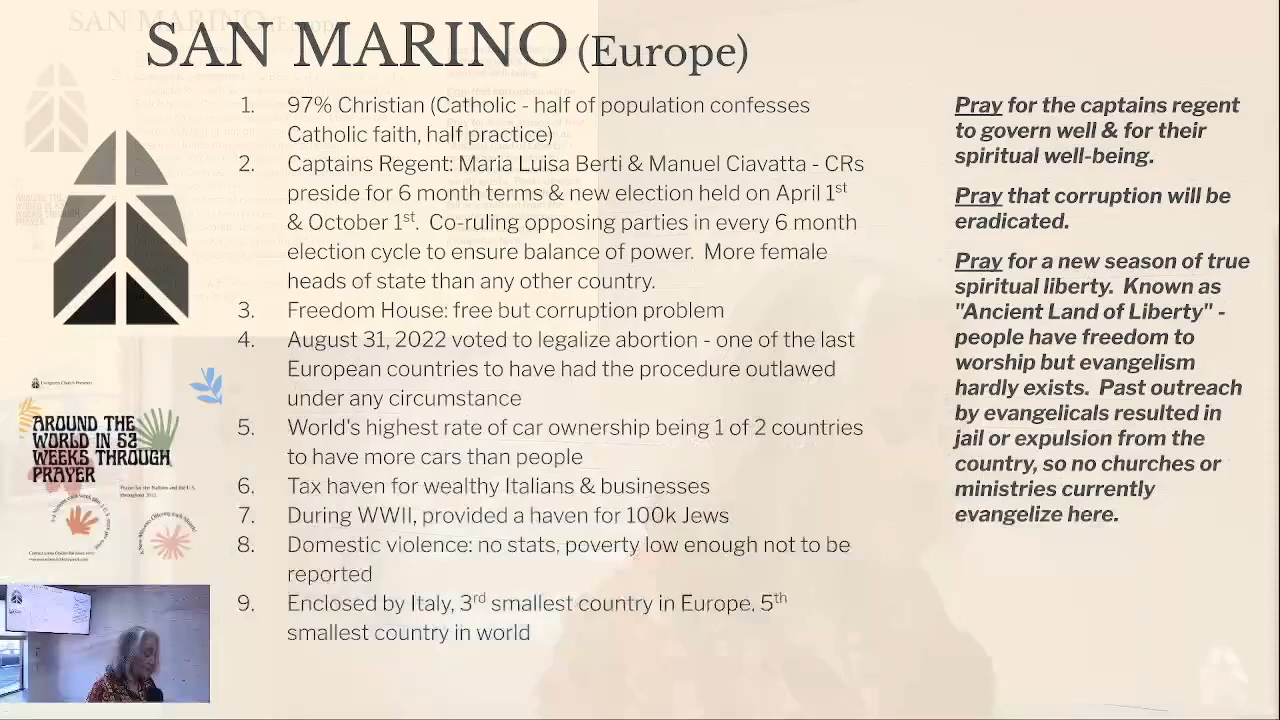 SAN MARINO (Europe)
1. 97% Christian (Catholic - half of population confesses
Catholic faith, half practice)
2. Captains Regent: Maria Luisa Berti & Manuel Ciavatta - CRs
preside for 6 month terms & new election held on April 1st
& October 1st. Co-ruling opposing parties in every 6 month
election cycle to ensure balance of power. More female
heads of state than any other country.
3. Freedom House: free but corruption problem
4. August 31, 2022 voted to legalize abortion - one of the last
European countries to have had the procedure outlawed
under any circumstance
5. World's highest rate of car ownership being 1 of 2 countries
to have more cars than people
6. Tax haven for wealthy Italians & businesses
7. During WWII, provided a haven for 100k Jews
8. Domestic violence: no stats, poverty low enough not to be
reported
9. Enclosed by Italy, 3rd smallest country in Europe, 5th
smallest country in world
Pray for the captains regent
to govern well & for their
spiritual well-being.
Pray that corruption will be
eradicated.
Pray for a new season of true
spiritual liberty. Known as
"Ancient Land of Liberty" -
people have freedom to
worship but evangelism
hardly exists. Past outreach
by evangelicals resulted in
jail or expulsion from the
country, so no churches or
ministries currently
evangelize here.
AROUND THE
WORLD IN 52
WEEKS THROUGH
PRAYER
Prayer for the Nations and the U.S.